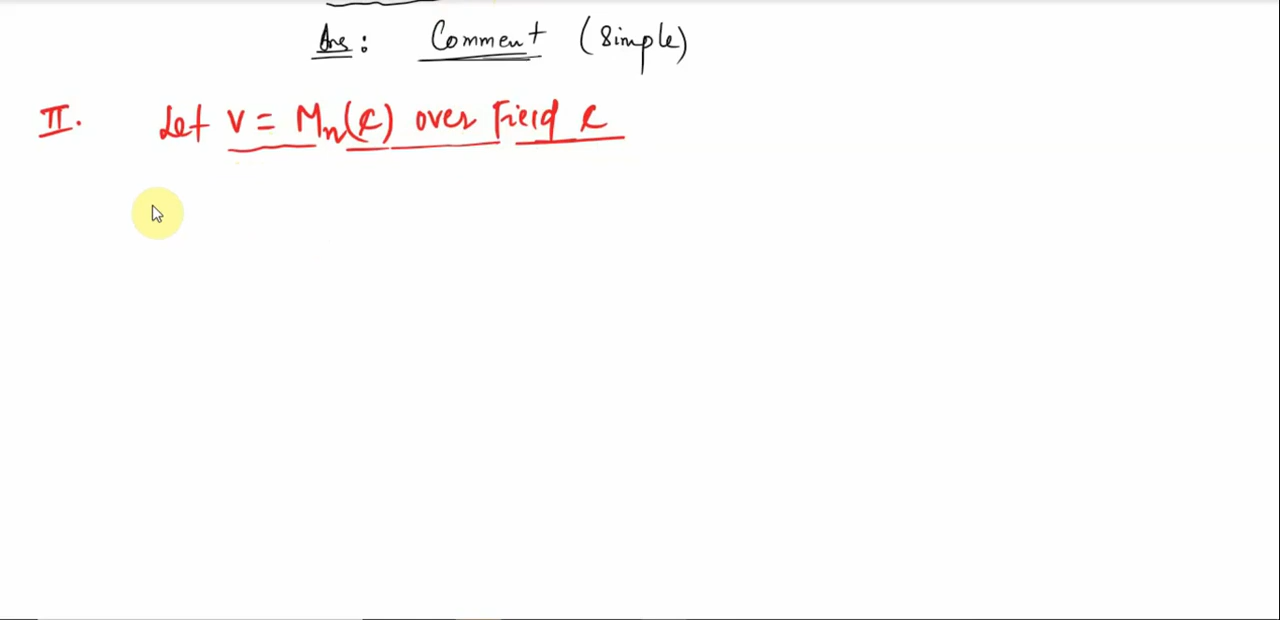 Ans: Comment (Simple)
II. Let V = Mn(ℂ) over Field ℂ